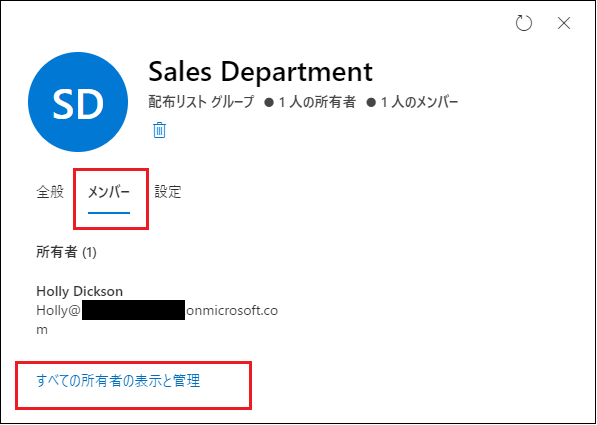 Sales Department
SD
配布リスト グループ ● 1 人の所有者 ● 1 人のメンバー
全般 メンバー 設定
所有者 (1)
Holly Dickson
Holly@ onmicrosoft.co
m
すべての所有者の表示と管理